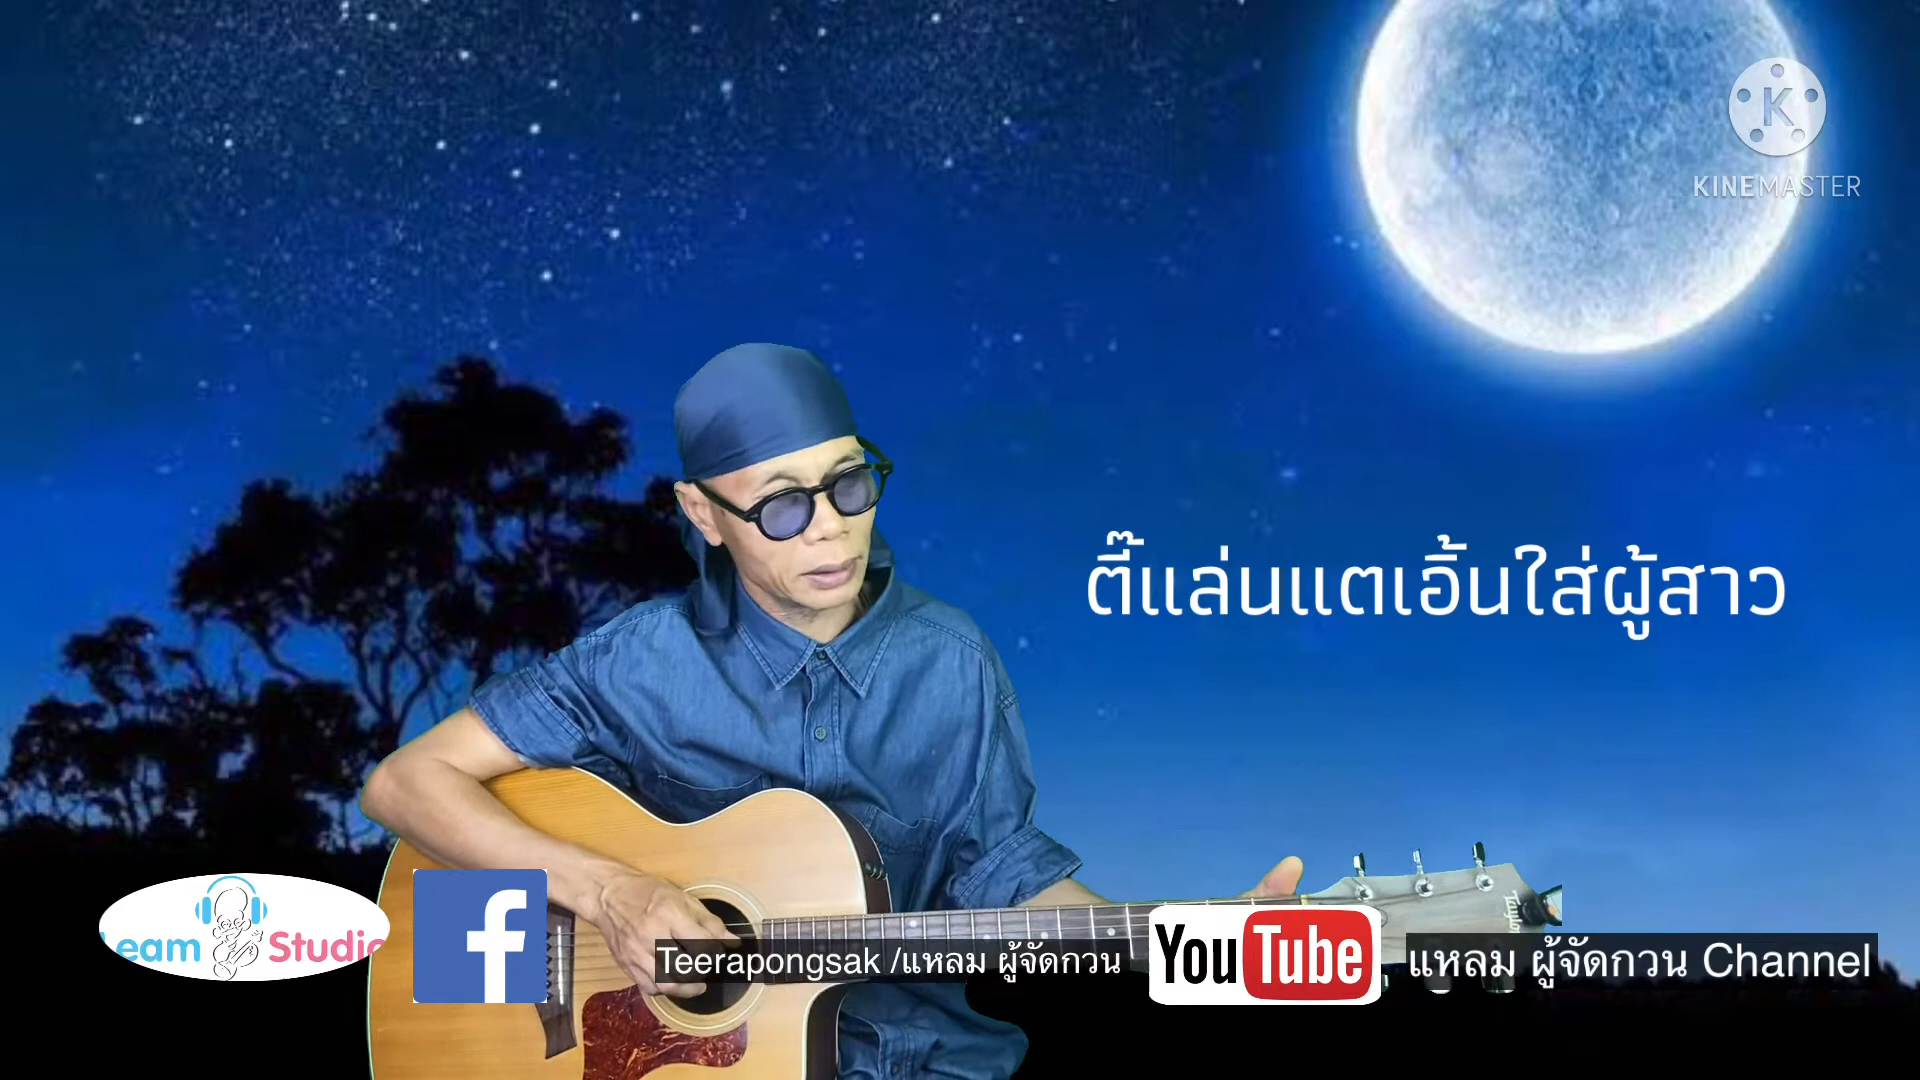 K
KINEMASTER
ตี๊แล่นแตเอิ้นใส่ผู้สาว
Leam Studio
f
Teerapongsak /แหลม ผู้จัดกวน
YouTube
แหลม ผู้จัดกวน Channel
Taylor